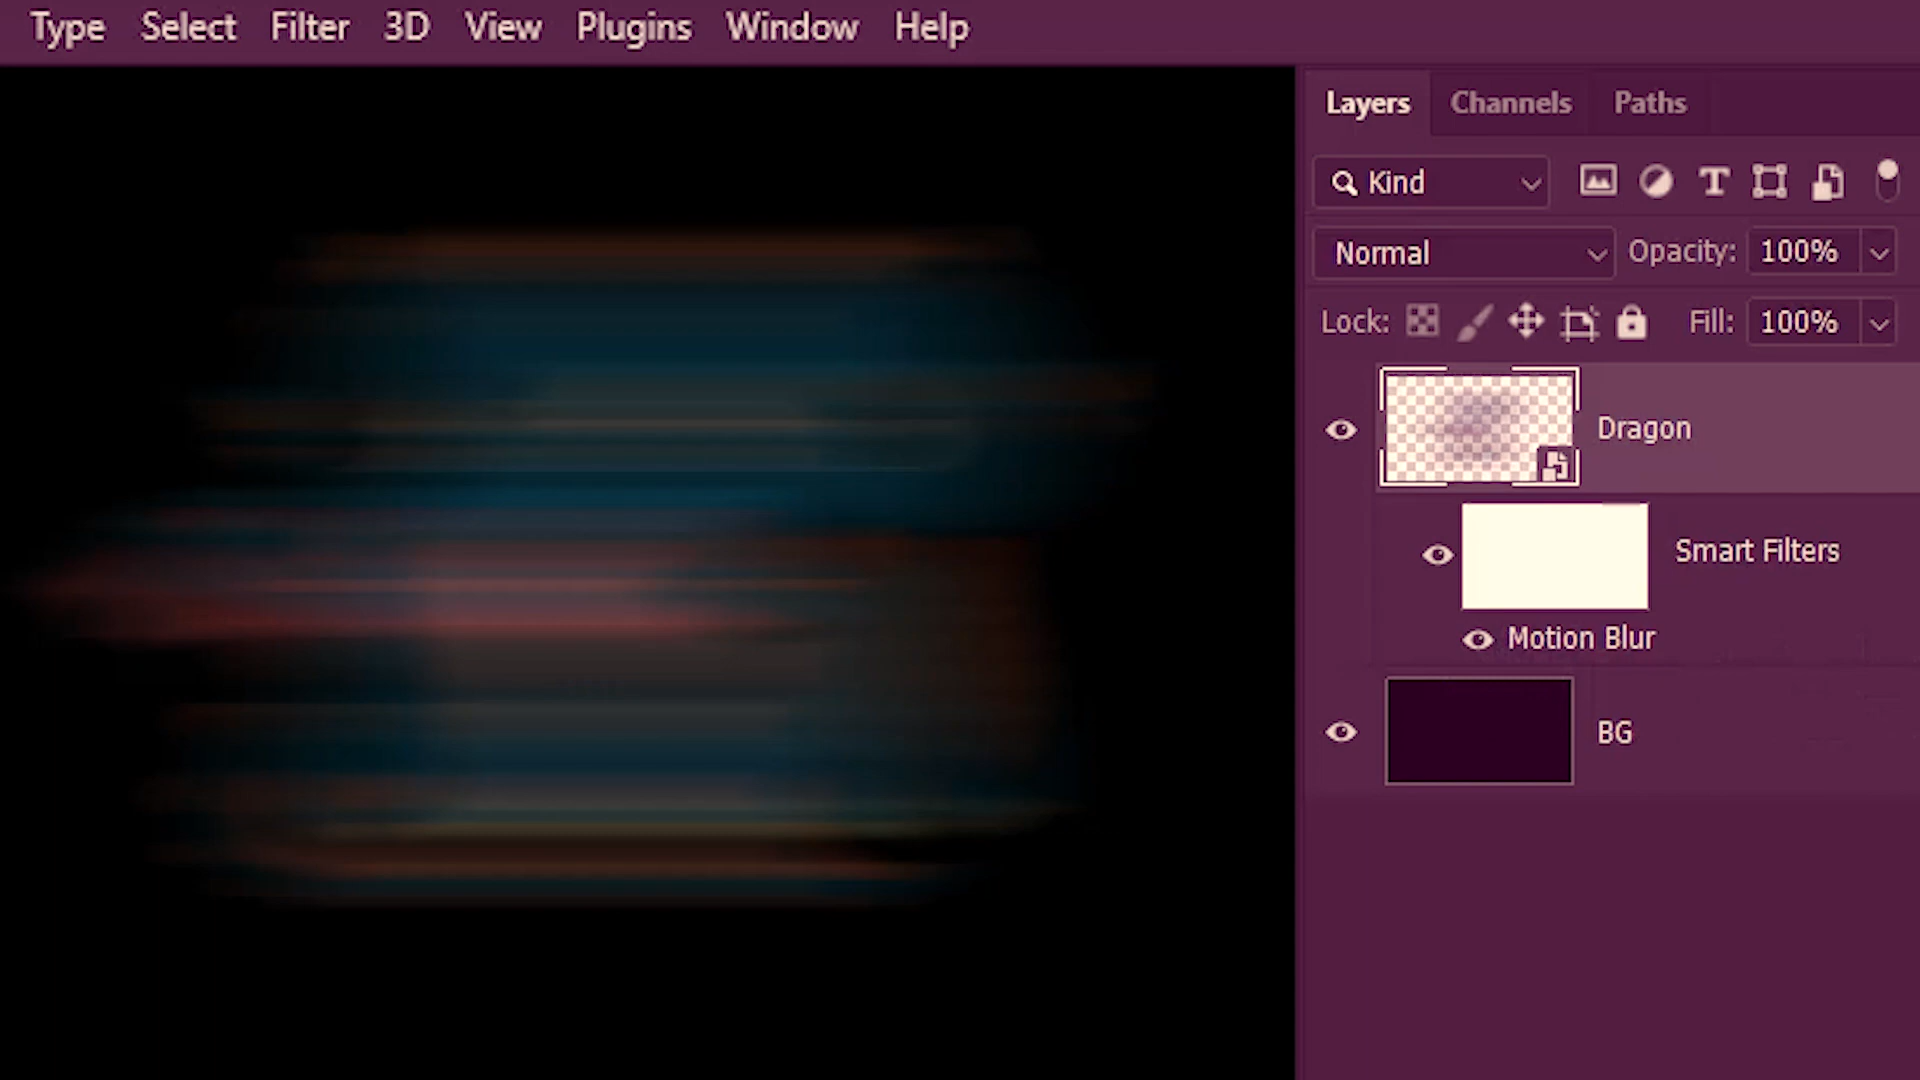 Type Select Filter 3D View Plugins Window Help
Layers Channels Paths
Kind
Normal Opacity: 100%
Lock: Fill: 100%
Dragon
Smart Filters
Motion Blur
BG